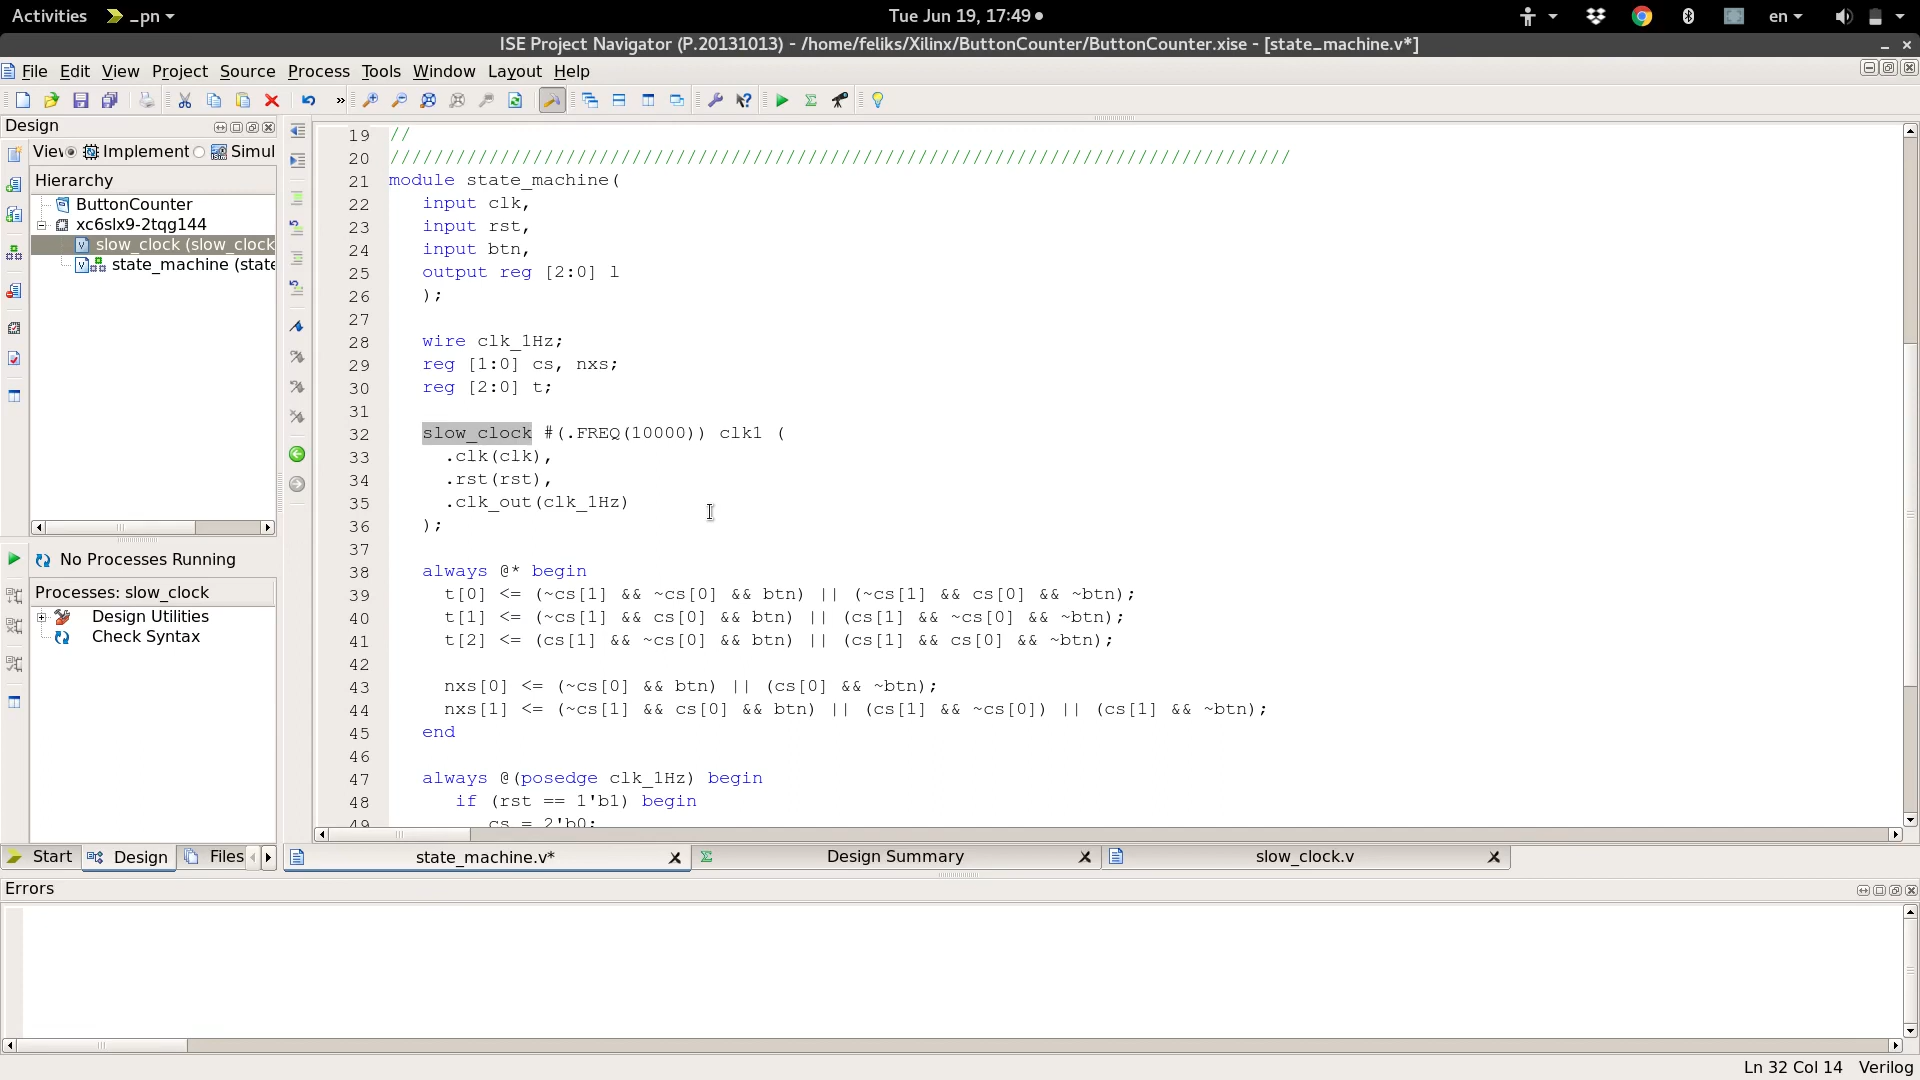 Activities _pn Tue Jun 19, 17:49 en
ISE Project Navigator (P.20131013) - /home/feliks/Xilinx/ButtonCounter/ButtonCounter.xise - [state_machine.v*]
File Edit View Project Source Process Tools Window Layout Help
»
Design
Implement Simul
Hierarchy
ButtonCounter
xc6slx9-2tqg144
slow_clock (slow_clock
state_machine (state
No Processes Running
Processes: slow_clock
Design Utilities
Check Syntax
Start Design Files
19 //
20 //////////////////////////////////////////////////////////////////////////////////
21 module state_machine(
22 input clk,
23 input rst,
24 input btn,
25 output reg [2:0] l
26 );
27
28 wire clk_1Hz;
29 reg [1:0] cs, nxs;
30 reg [2:0] t;
31
32 slow_clock #(.FREQ(10000)) clk1 (
33 .clk(clk),
34 .rst(rst),
35 .clk_out(clk_1Hz)
36 );
37
38 always @* begin
39 t[0] <= (~cs[1] && ~cs[0] && btn) || (~cs[1] && cs[0] && ~btn);
40 t[1] <= (~cs[1] && cs[0] && btn) || (cs[1] && ~cs[0] && ~btn);
41 t[2] <= (cs[1] && ~cs[0] && btn) || (cs[1] && cs[0] && ~btn);
42
43 nxs[0] <= (~cs[0] && btn) || (cs[0] && ~btn);
44 nxs[1] <= (~cs[1] && cs[0] && btn) || (cs[1] && ~cs[0]) || (cs[1] && ~btn);
45 end
46
47 always @(posedge clk_1Hz) begin
48 if (rst == 1'b1) begin
49 cs = 2'b0;
state_machine.v* Design Summary slow_clock.v
Errors
Ln 32 Col 14 Verilog